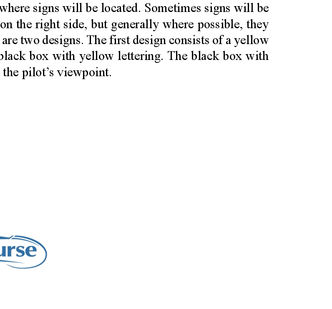 where signs will be located. Sometimes signs will be
on the right side, but generally where possible, they
are two designs. The first design consists of a yellow
black box with yellow lettering. The black box with
the pilot’s viewpoint.
urse